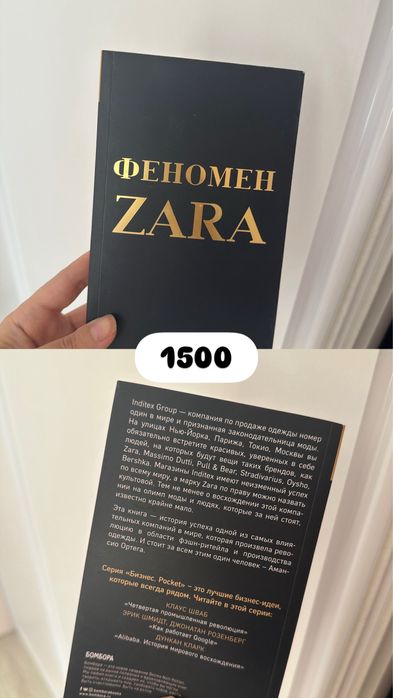 ФЕНОМЕН
ZARA
1500
Inditex Group — компания по продаже одежды номер
один в мире и признанная законодательница моды.
На улицах Нью-Йорка, Парижа, Токио, Москвы вы
обязательно встретите красивых, уверенных в себе
людей, на которых будут вещи таких брендов, как
Zara, Massimo Dutti, Pull & Bear, Stradivarius, Oysho,
Bershka. Магазины Inditex имеют неизменный успех
по всему миру, а марку Zara по праву можно назвать
культовой. Тем не менее о восхождении этой компа-
нии на олимп моды и людях, которые за ней стоят,
известно крайне мало.
Эта книга — история успеха одной из самых влия-
тельных компаний в мире, которая произвела рево-
люцию в области фэшн-ритейла и производства
одежды. И стоит за всем этим один человек – Аман-
сио Ортега.
Серия «Бизнес. Pocket» – это лучшие бизнес-идеи,
которые всегда рядом. Читайте в этой серии:
КЛАУС ШВАБ
«Четвертая промышленная революция»
ЭРИК ШМИДТ, ДЖОНАТАН РОЗЕНБЕРГ
«Как работает Google»
ДУНКАН КЛАРК
«Alibaba. История мирового восхождения»
БОМБОРА